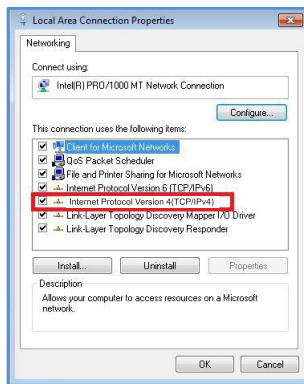 Local Area Connection Properties
Networking
Connect using:
Intel(R) PRO/1000 MT Network Connection
Configure...
This connection uses the following items:
Client for Microsoft Networks
QoS Packet Scheduler
File and Printer Sharing for Microsoft Networks
Internet Protocol Version 6 (TCP/IPv6)
Internet Protocol Version 4(TCP/IPv4)
Link-Layer Topology Discovery Mapper I/O Driver
Link-Layer Topology Discovery Responder
Install...
Uninstall
Properties
Description
Allows your computer to access resources on a Microsoft
network.
OK
Cancel